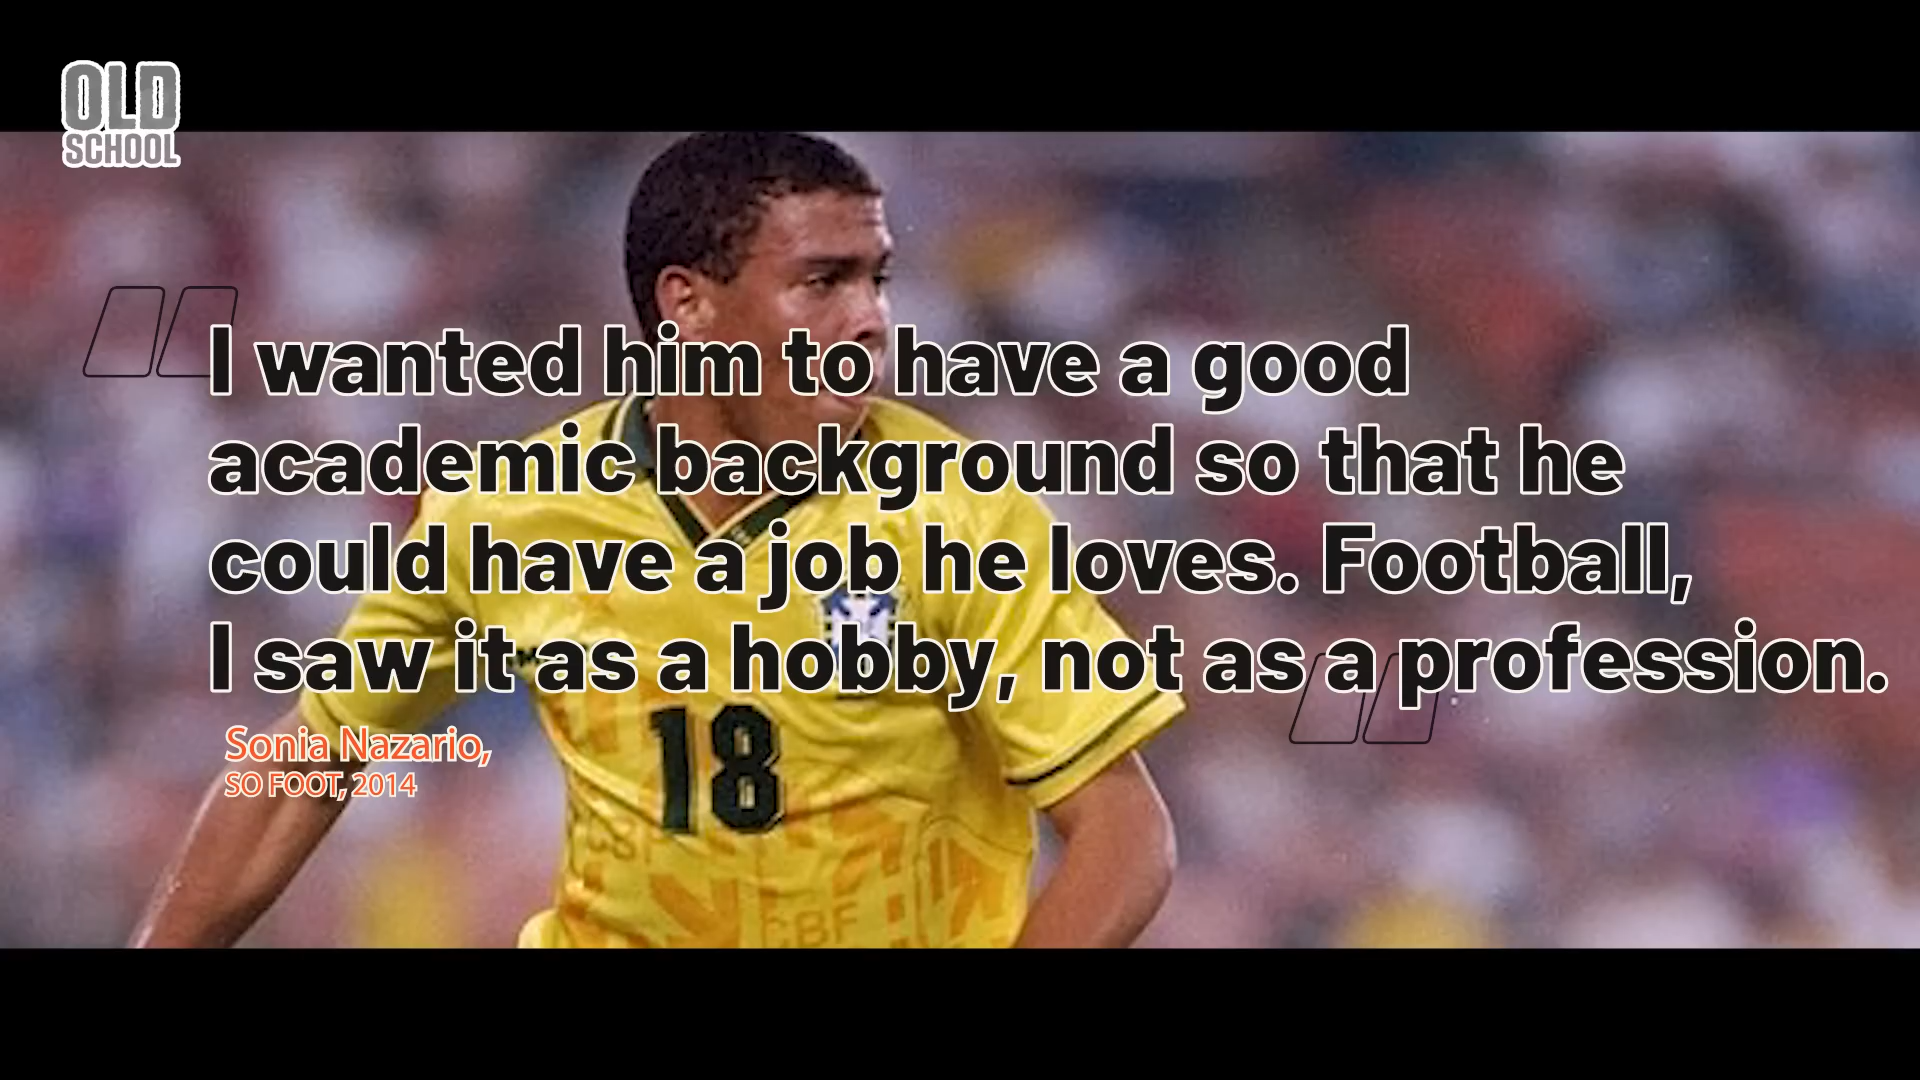 OLD
SCHOOL
I wanted him to have a good
academic background so that he
could have a job he loves. Football,
I saw it as a hobby, not as a profession.
Sonia Nazario,
SO FOOT, 2014
18
CBF